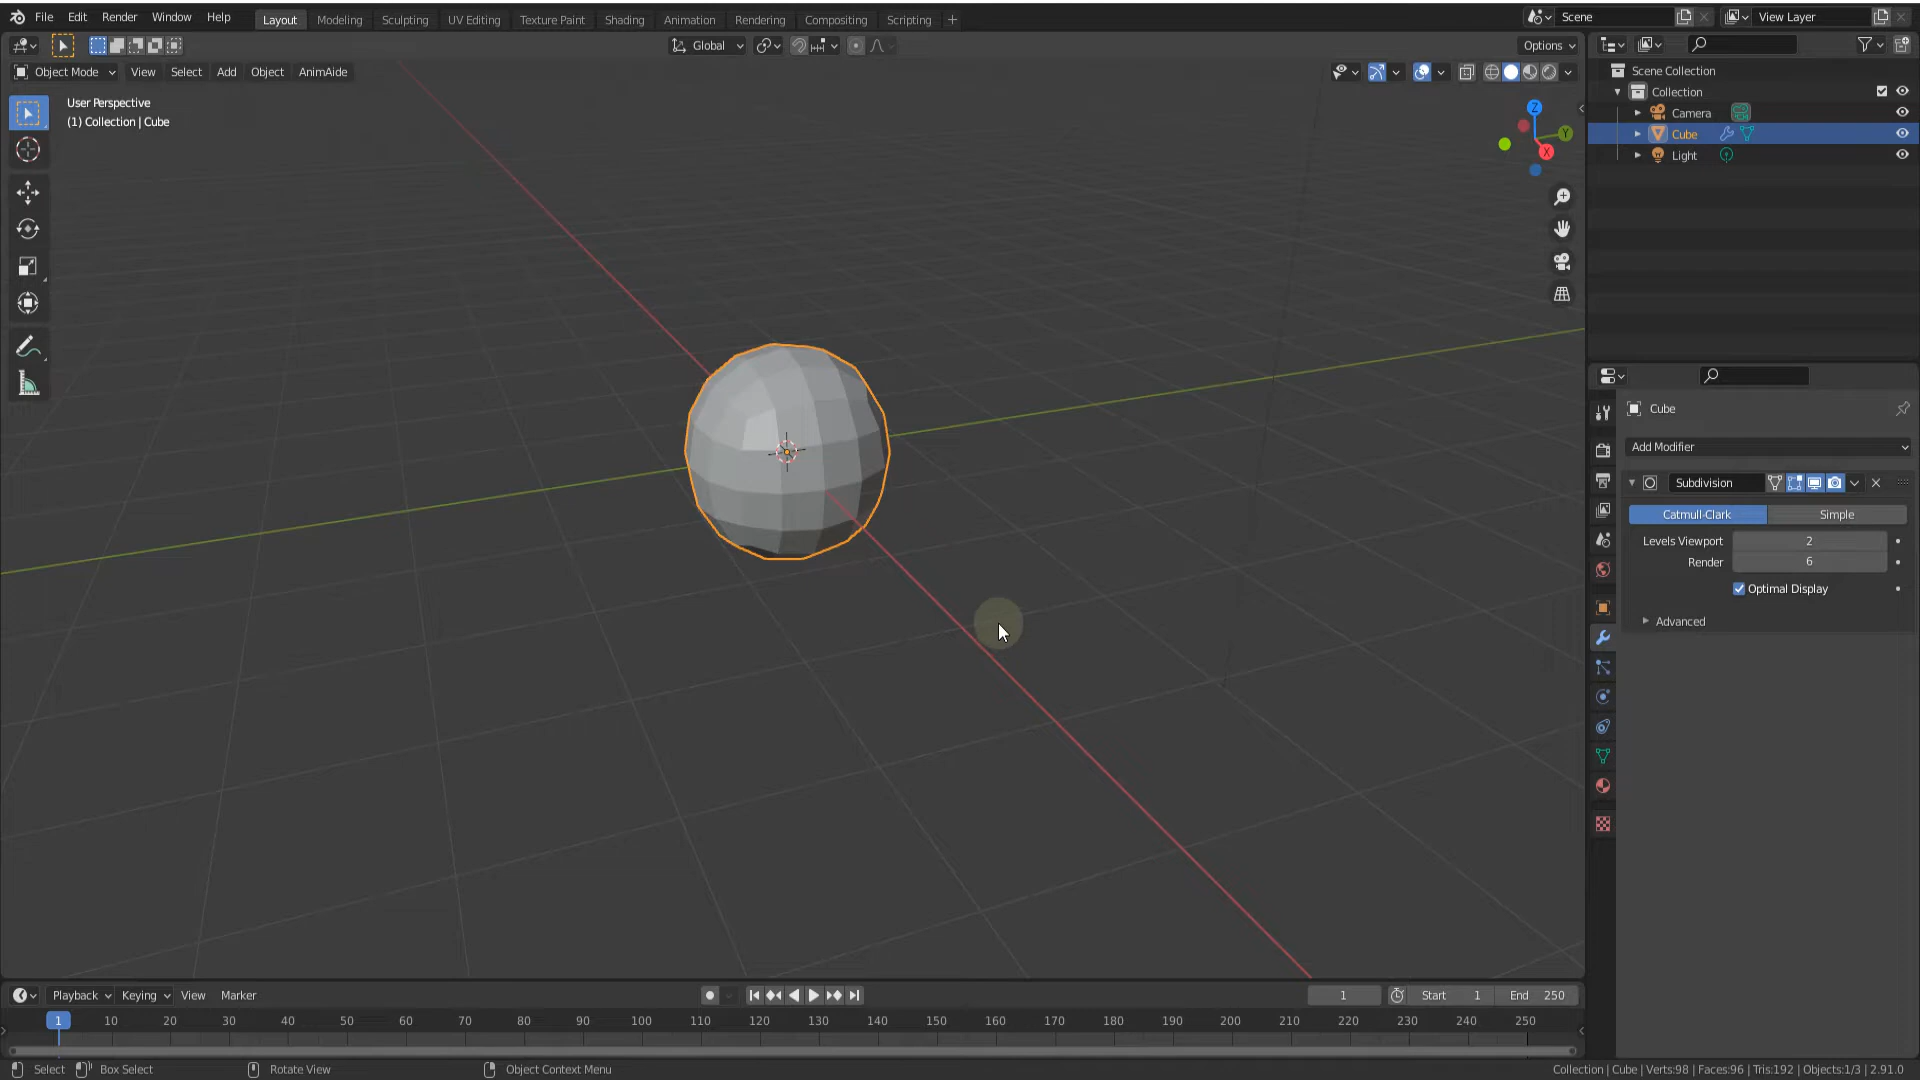 File Edit Render Window Help Layout Modeling Sculpting UV Editing Texture Paint Shading Animation Rendering Compositing Scripting + Scene View Layer
Global Options
Object Mode View Select Add Object AnimAide
User Perspective
(1) Collection | Cube
Z
Y
X
Scene Collection
Collection
Camera
Cube
Light
Cube
Add Modifier
Subdivision
Catmull-Clark Simple
Levels Viewport 2
Render 6
Optimal Display
Advanced
Playback Keying View Marker 1 Start 1 End 250
1 10 20 30 40 50 60 70 80 90 100 110 120 130 140 150 160 170 180 190 200 210 220 230 240 250
Select Box Select Rotate View Object Context Menu Collection | Cube | Verts:98 | Faces:96 | Tris:192 | Objects:1/3 | 2.91.0